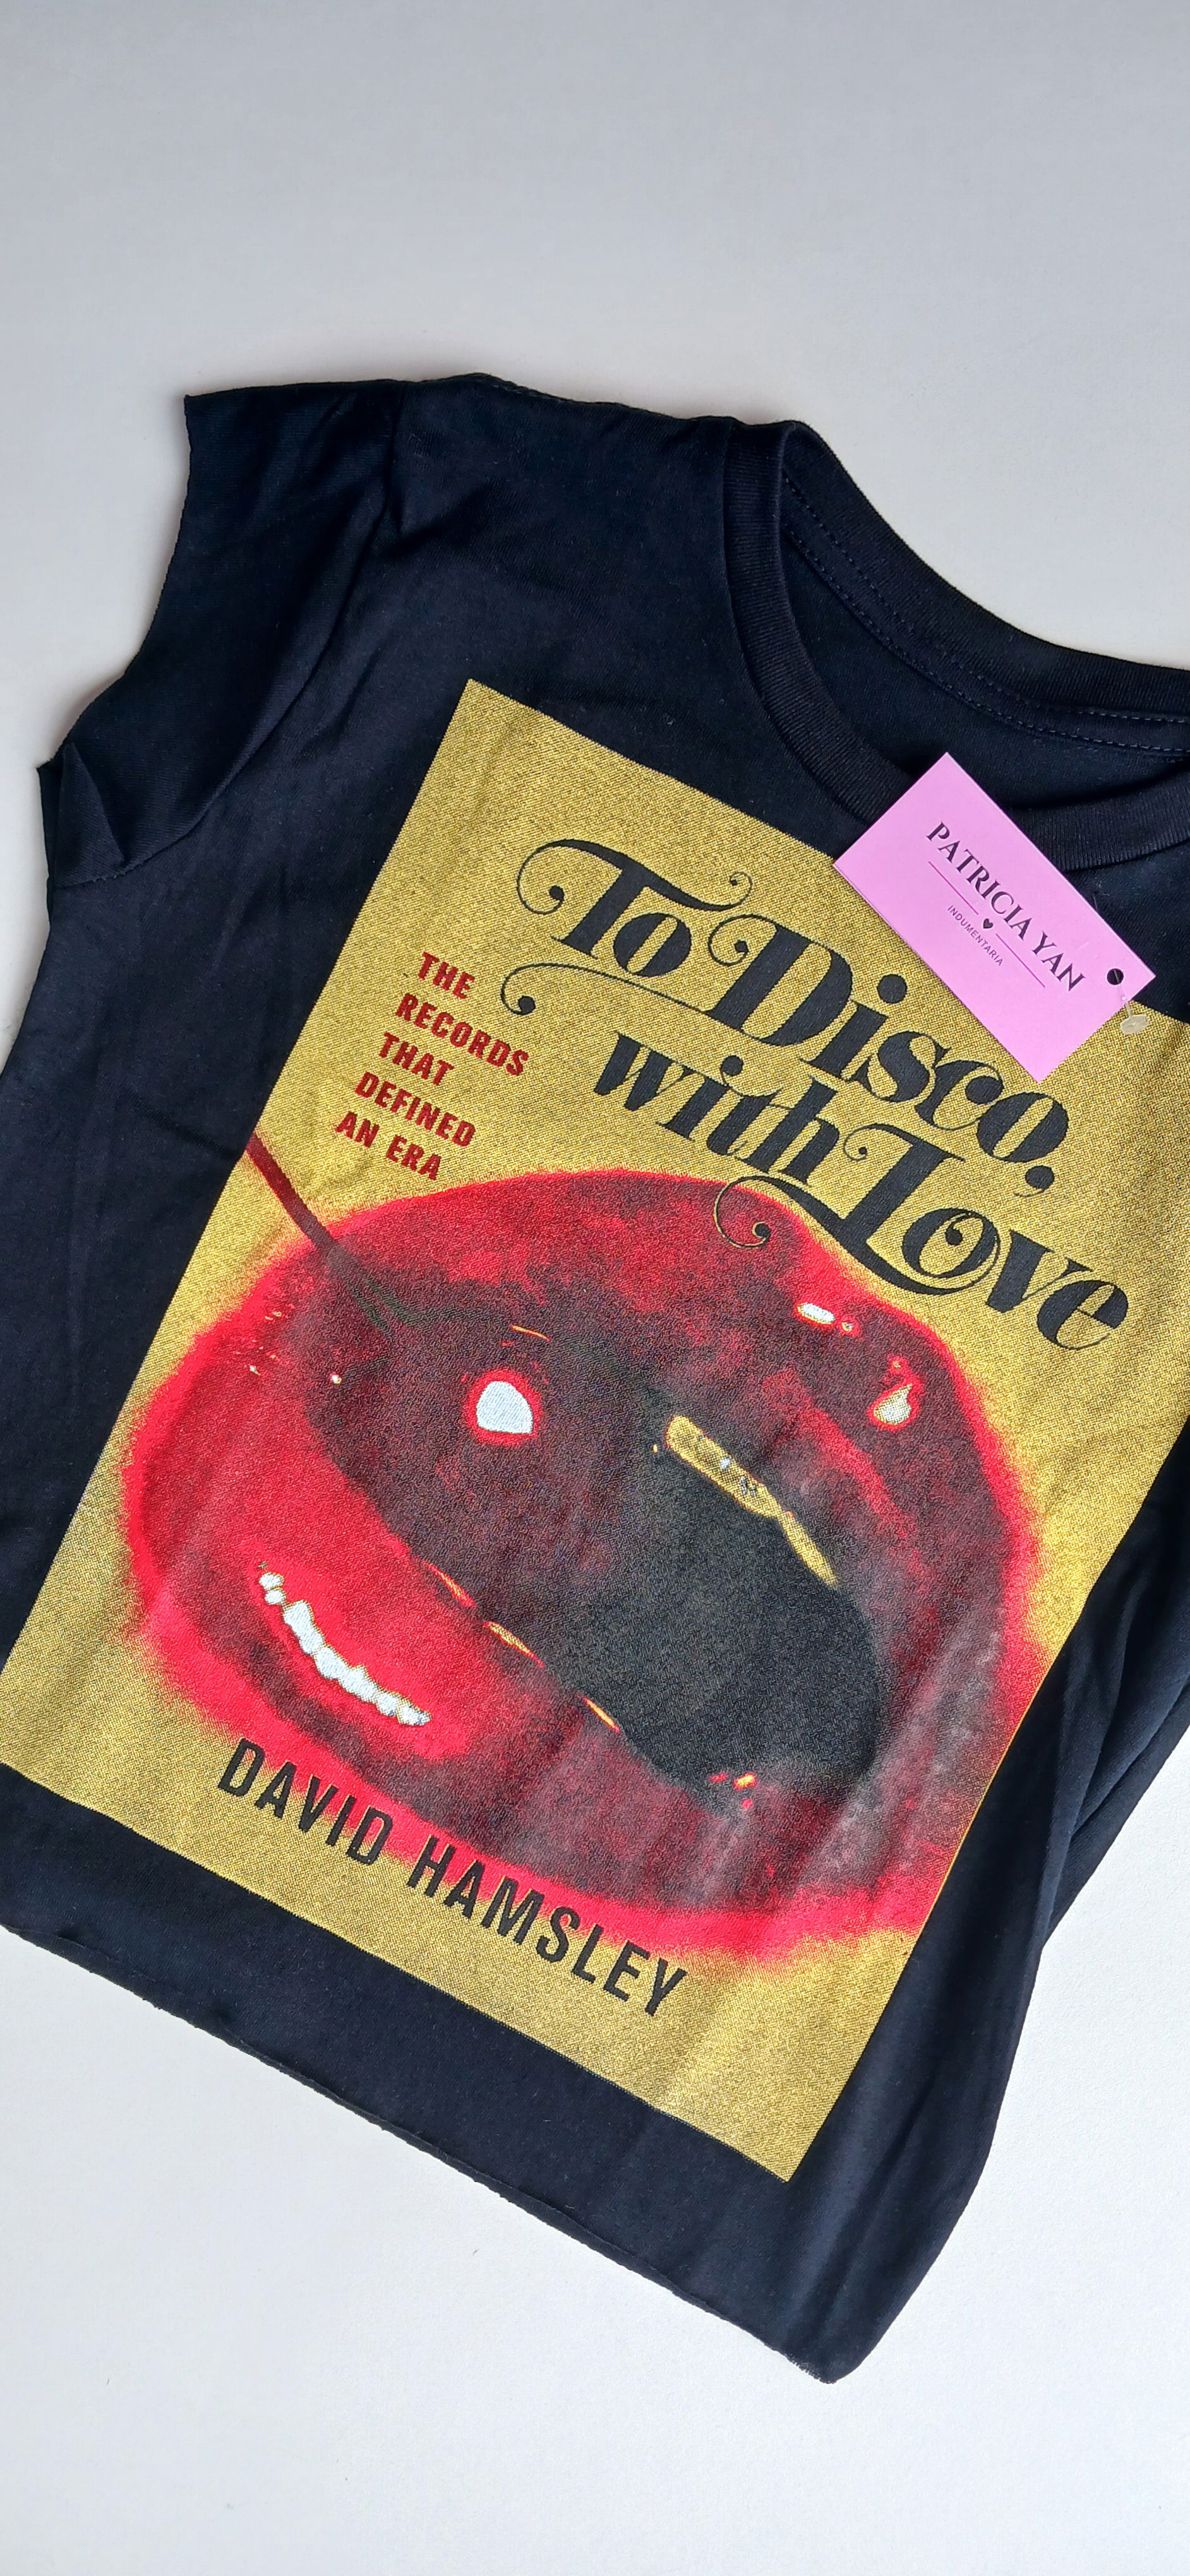 PATRICIA YAN
INDUMENTARIA
To Disco,
with Love
THE
RECORDS
THAT
DEFINED
AN ERA
DAVID HAMSLEY